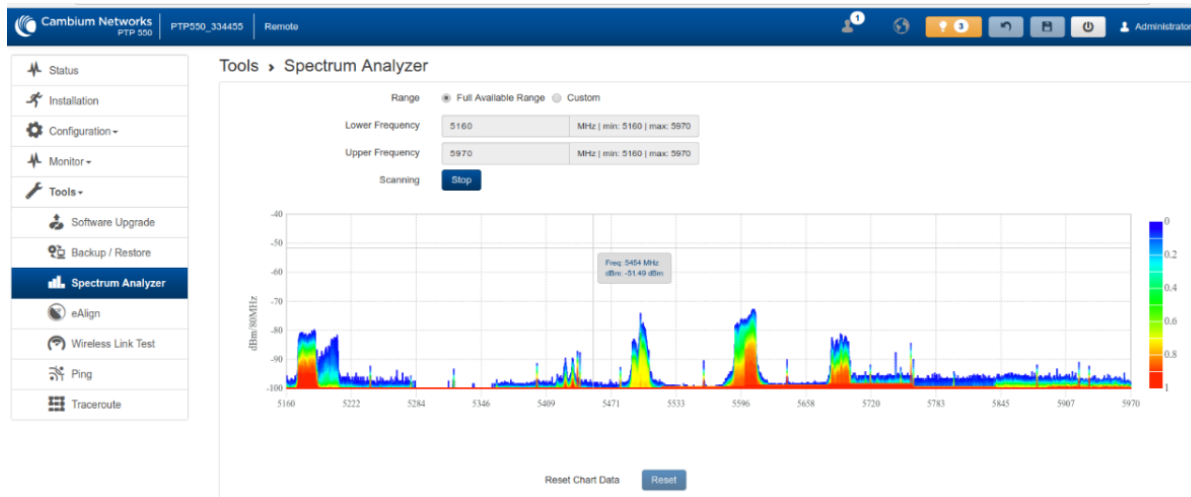 Cambium Networks
PTP 550
PTP550_334455
Remote
1
3
Administrator
Status
Installation
Configuration
Monitor
Tools
Software Upgrade
Backup / Restore
Spectrum Analyzer
eAlign
Wireless Link Test
Ping
Traceroute
Tools › Spectrum Analyzer
Range Full Available Range Custom
Lower Frequency 5160 MHz | min: 5160 | max: 5970
Upper Frequency 5970 MHz | min: 5160 | max: 5970
Scanning Stop
dBm/80MHz
-40
-50
-60
-70
-80
-90
-100
Freq: 5454 MHz
dBm: -51.40 dBm
5160 5222 5284 5346 5409 5471 5533 5596 5658 5720 5783 5845 5907 5970
0
0.2
0.4
0.6
0.8
1
Reset Chart Data Reset